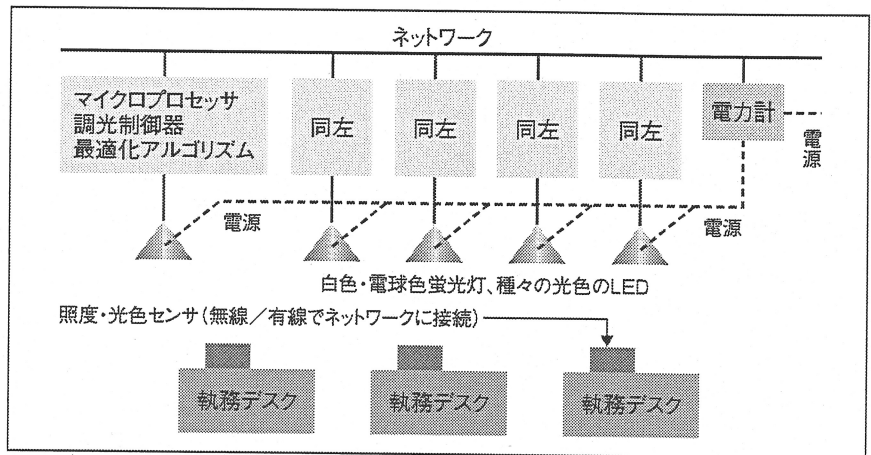 ネットワーク
マイクロプロセッサ
調光制御器
最適化アルゴリズム
同左
同左
同左
同左
電力計
電源
電源
電源
白色・電球色蛍光灯、種々の光色のLED
照度・光色センサ(無線／有線でネットワークに接続)
執務デスク
執務デスク
執務デスク